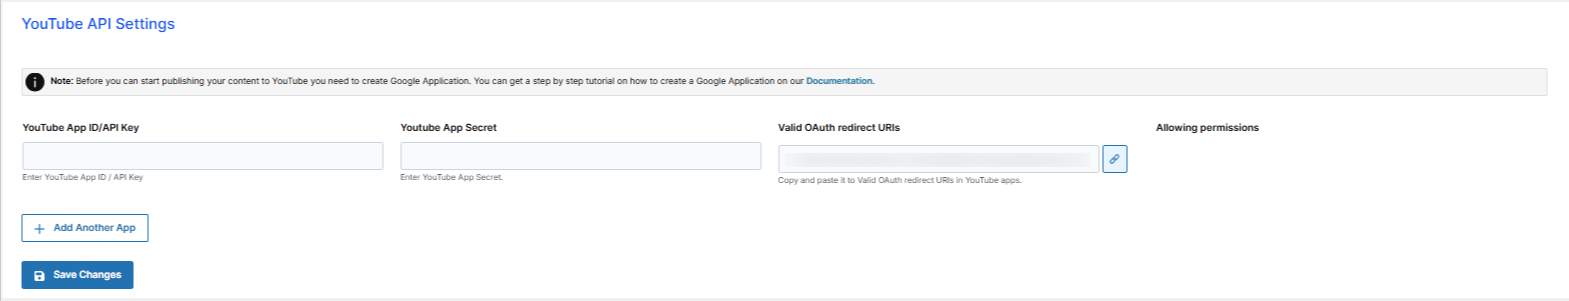 YouTube API Settings
Note: Before you can start publishing your content to YouTube you need to create Google Application. You can get a step by step tutorial on how to create a Google Application on our Documentation.
YouTube App ID/API Key
Youtube App Secret
Valid OAuth redirect URIs
Allowing permissions
Enter YouTube App ID / API Key
Enter YouTube App Secret.
Copy and paste it to Valid OAuth redirect URIs in YouTube apps.
Add Another App
Save Changes